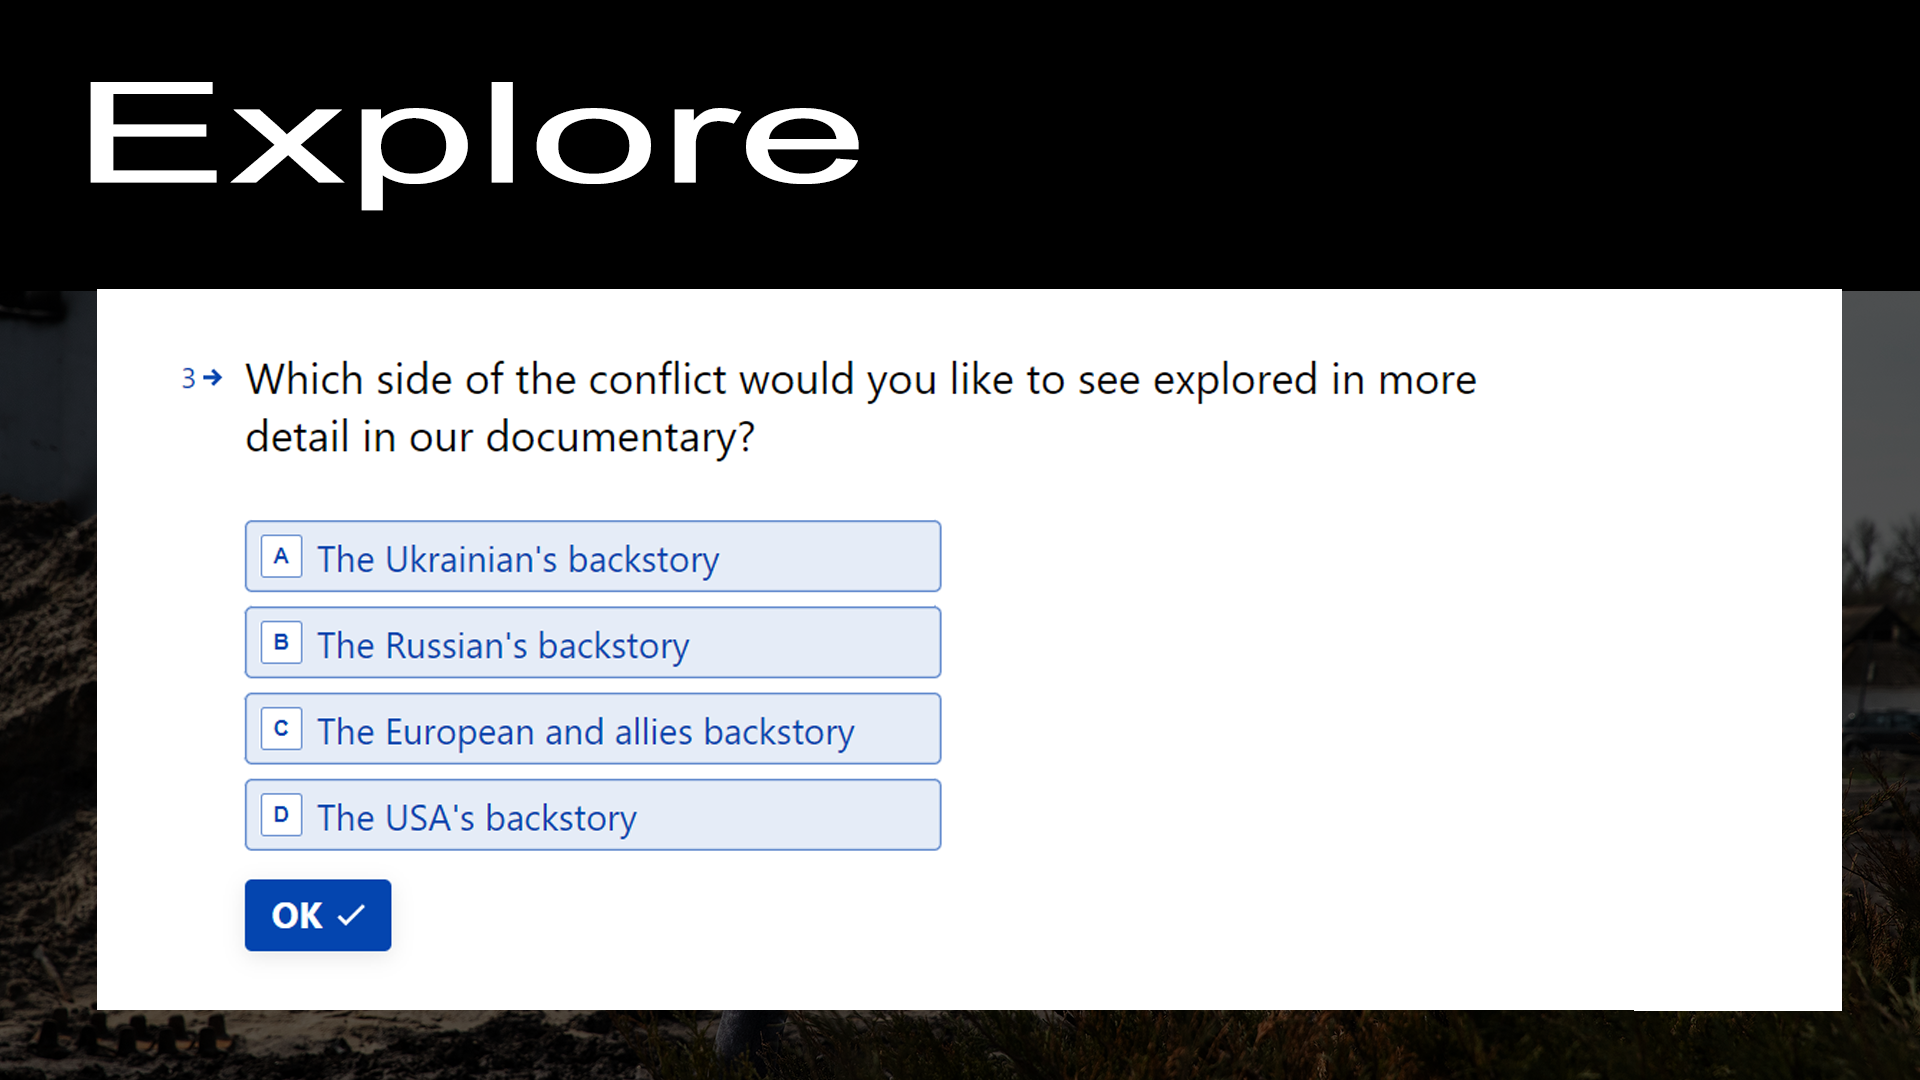 Explore
3→ Which side of the conflict would you like to see explored in more
detail in our documentary?
A The Ukrainian's backstory
B The Russian's backstory
C The European and allies backstory
D The USA's backstory
OK ✓